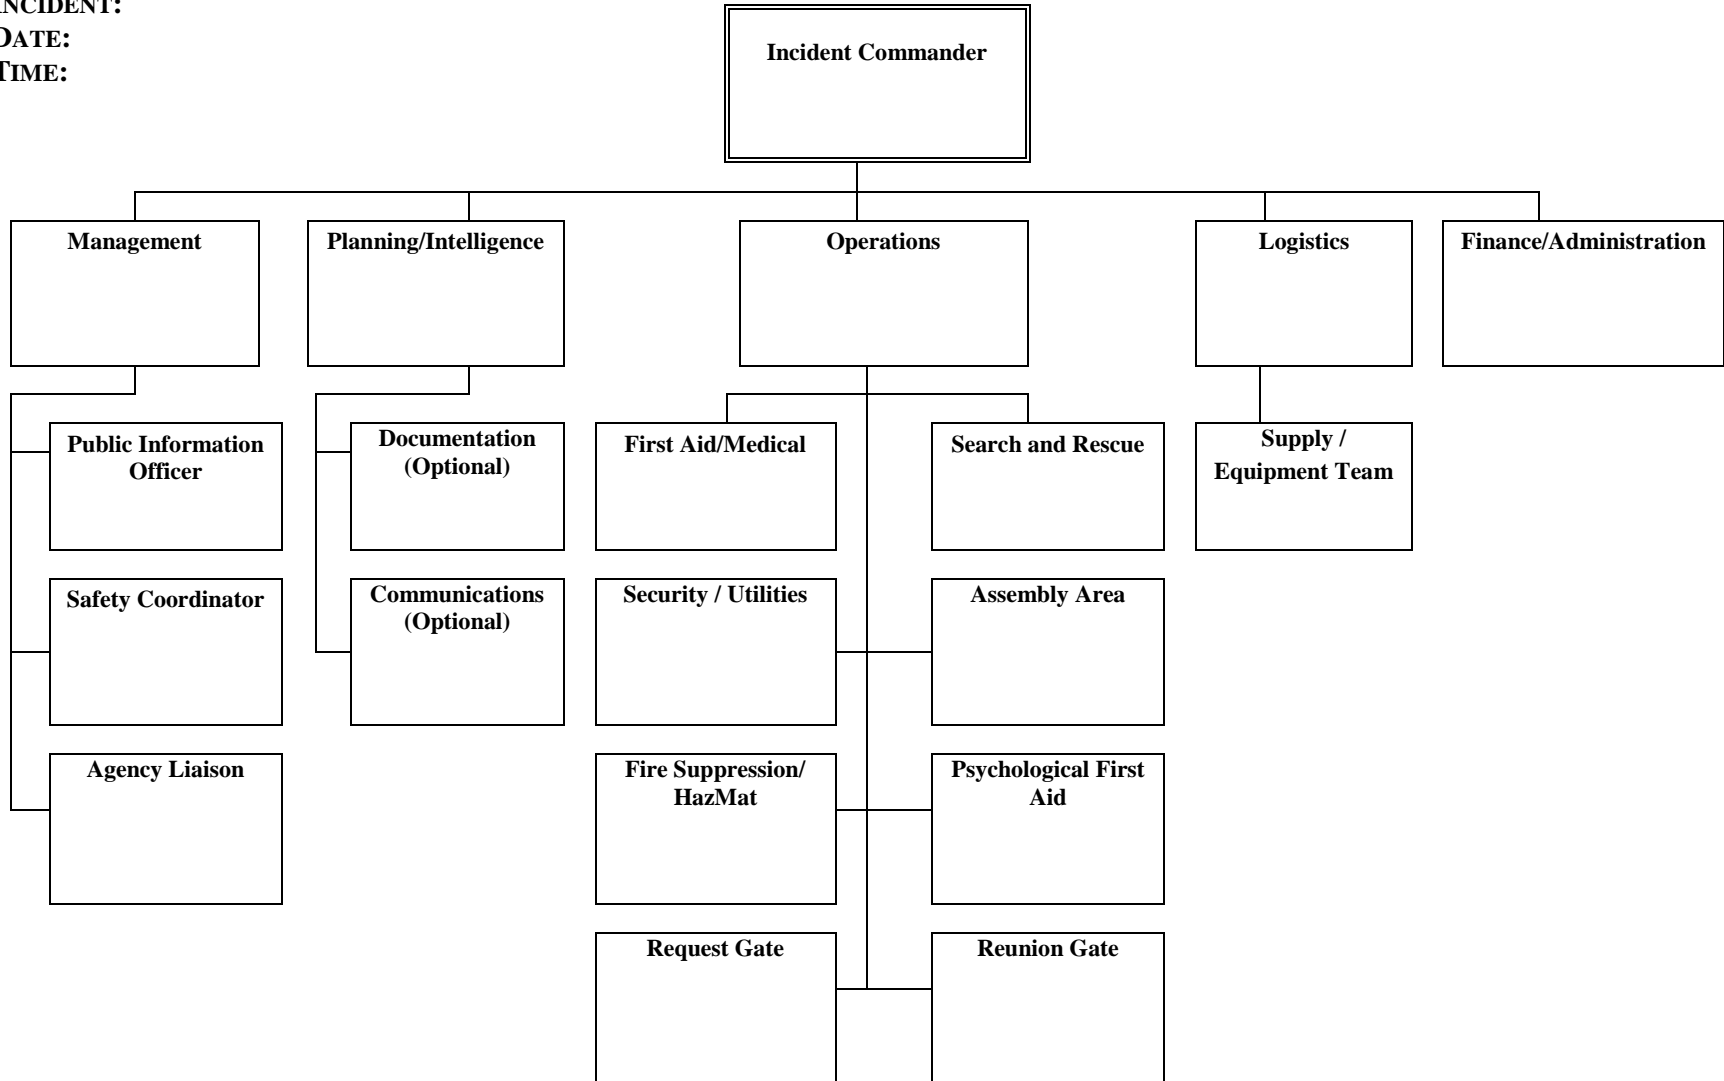 INCIDENT:
DATE:
TIME:
Incident Commander
Management
Planning/Intelligence
Operations
Logistics
Finance/Administration
Public Information
Officer
Documentation
(Optional)
First Aid/Medical
Search and Rescue
Supply /
Equipment Team
Safety Coordinator
Communications
(Optional)
Security / Utilities
Assembly Area
Agency Liaison
Fire Suppression/
HazMat
Psychological First
Aid
Request Gate
Reunion Gate